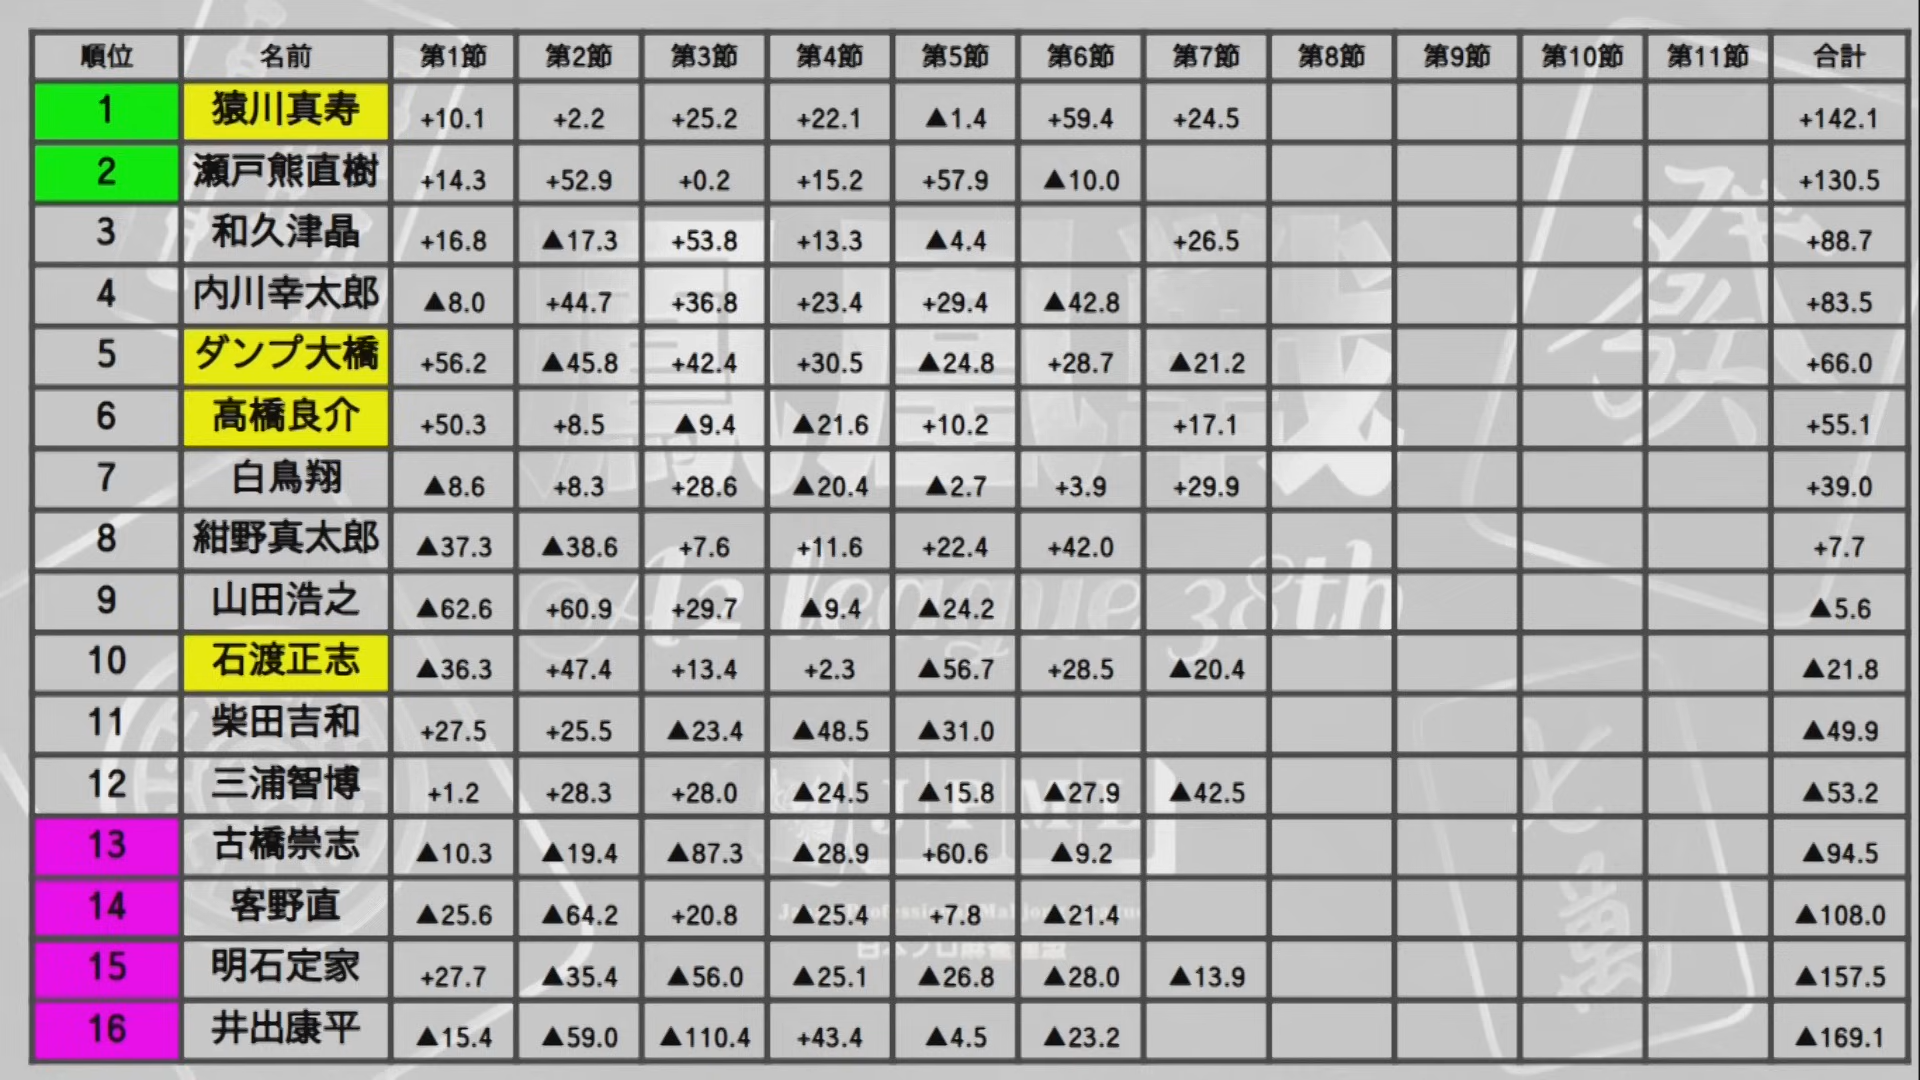 順位 名前 第1節 第2節 第3節 第4節 第5節 第6節 第7節 第8節 第9節 第10節 第11節 合計
1 猿川真寿 +10.1 +2.2 +25.2 +22.1 ▲1.4 +59.4 +24.5 +142.1
2 瀬戸熊直樹 +14.3 +52.9 +0.2 +15.2 +57.9 ▲10.0 +130.5
3 和久津晶 +16.8 ▲17.3 +53.8 +13.3 ▲4.4 +26.5 +88.7
4 内川幸太郎 ▲8.0 +44.7 +36.8 +23.4 +29.4 ▲42.8 +83.5
5 ダンプ大橋 +56.2 ▲45.8 +42.4 +30.5 ▲24.8 +28.7 ▲21.2 +66.0
6 髙橋良介 +50.3 +8.5 ▲9.4 ▲21.6 +10.2 +17.1 +55.1
7 白鳥翔 ▲8.6 +8.3 +28.6 ▲20.4 ▲2.7 +3.9 +29.9 +39.0
8 紺野真太郎 ▲37.3 ▲38.6 +7.6 +11.6 +22.4 +42.0 +7.7
9 山田浩之 ▲62.6 +60.9 +29.7 ▲9.4 ▲24.2 ▲5.6
10 石渡正志 ▲36.3 +47.4 +13.4 +2.3 ▲56.7 +28.5 ▲20.4 ▲21.8
11 柴田吉和 +27.5 +25.5 ▲23.4 ▲48.5 ▲31.0 ▲49.9
12 三浦智博 +1.2 +28.3 +28.0 ▲24.5 ▲15.8 ▲27.9 ▲42.5 ▲53.2
13 古橋崇志 ▲10.3 ▲19.4 ▲87.3 ▲28.9 +60.6 ▲9.2 ▲94.5
14 客野直 ▲25.6 ▲64.2 +20.8 ▲25.4 +7.8 ▲21.4 ▲108.0
15 明石定家 +27.7 ▲35.4 ▲56.0 ▲25.1 ▲26.8 ▲28.0 ▲13.9 ▲157.5
16 井出康平 ▲15.4 ▲59.0 ▲110.4 +43.4 ▲4.5 ▲23.2 ▲169.1
鳳凰戦
A2 league 38th
JPML
日本プロ麻雀連盟
發
七萬